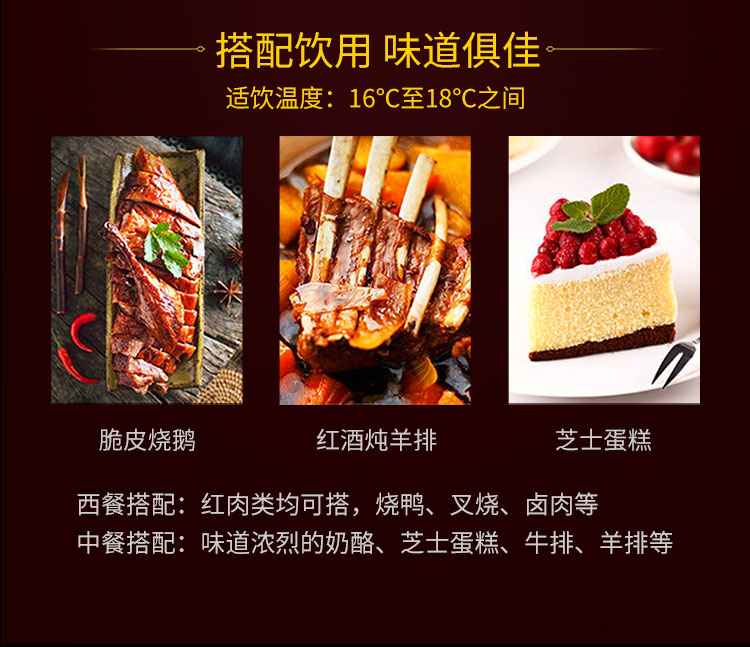 搭配饮用 味道俱佳
适饮温度：16℃至18℃之间
脆皮烧鹅
红酒炖羊排
芝士蛋糕
西餐搭配：红肉类均可搭，烧鸭、叉烧、卤肉等
中餐搭配：味道浓烈的奶酪、芝士蛋糕、牛排、羊排等